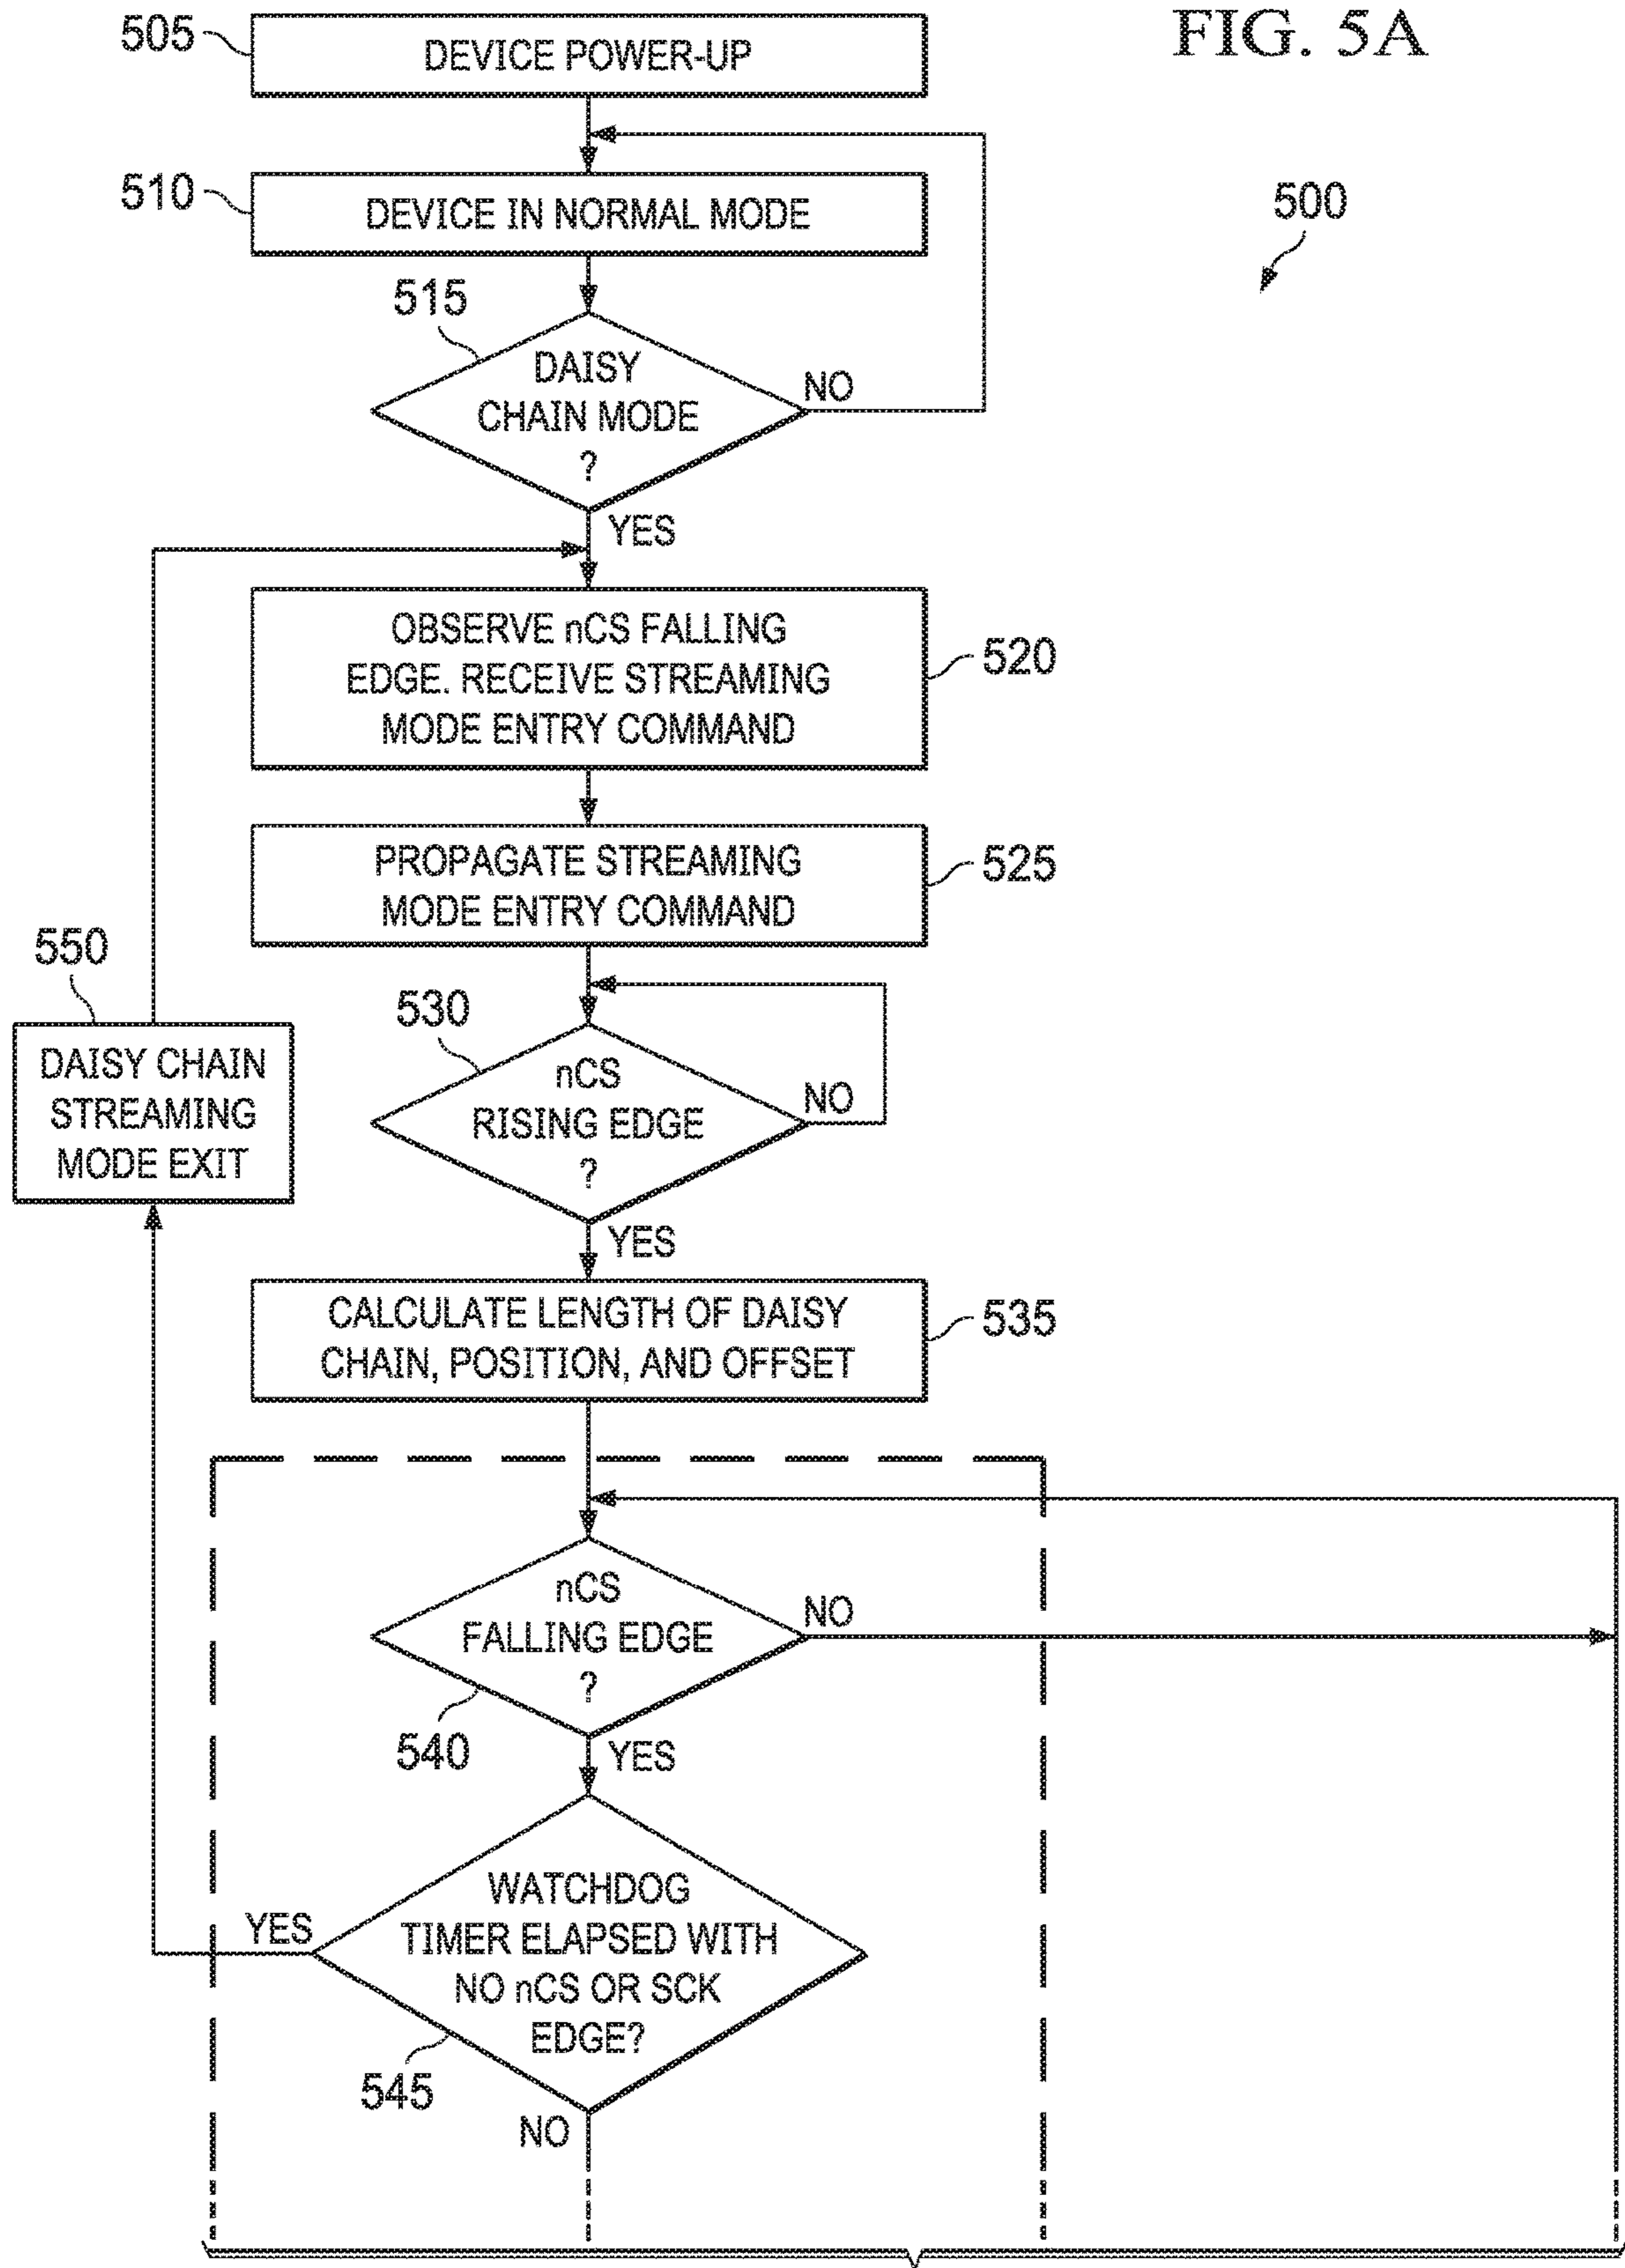 FIG. 5A
505
DEVICE POWER-UP
510
DEVICE IN NORMAL MODE
500
515
DAISY
CHAIN MODE
?
NO
YES
OBSERVE nCS FALLING
EDGE. RECEIVE STREAMING
MODE ENTRY COMMAND
520
PROPAGATE STREAMING
MODE ENTRY COMMAND
525
550
DAISY CHAIN
STREAMING
MODE EXIT
530
nCS
RISING EDGE
?
NO
YES
CALCULATE LENGTH OF DAISY
CHAIN, POSITION, AND OFFSET
535
nCS
FALLING EDGE
?
NO
540
YES
WATCHDOG
TIMER ELAPSED WITH
NO nCS OR SCK
EDGE?
YES
545
NO